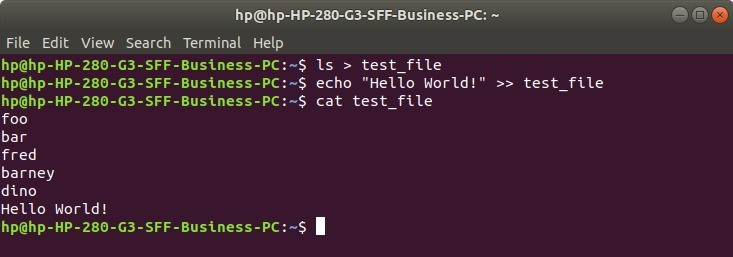 hp@hp-HP-280-G3-SFF-Business-PC: ~
File Edit View Search Terminal Help
hp@hp-HP-280-G3-SFF-Business-PC:~$ ls > test_file
hp@hp-HP-280-G3-SFF-Business-PC:~$ echo "Hello World!" >> test_file
hp@hp-HP-280-G3-SFF-Business-PC:~$ cat test_file
foo
bar
fred
barney
dino
Hello World!
hp@hp-HP-280-G3-SFF-Business-PC:~$